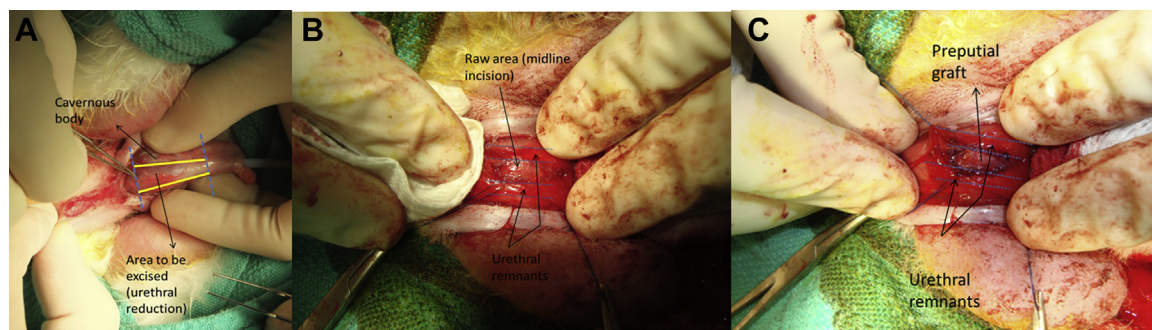 A
Cavernous
body
Area to be
excised
(urethral
reduction)
B
Raw area (midline
incision)
Urethral
remnants
C
Preputial
graft
Urethral
remnants